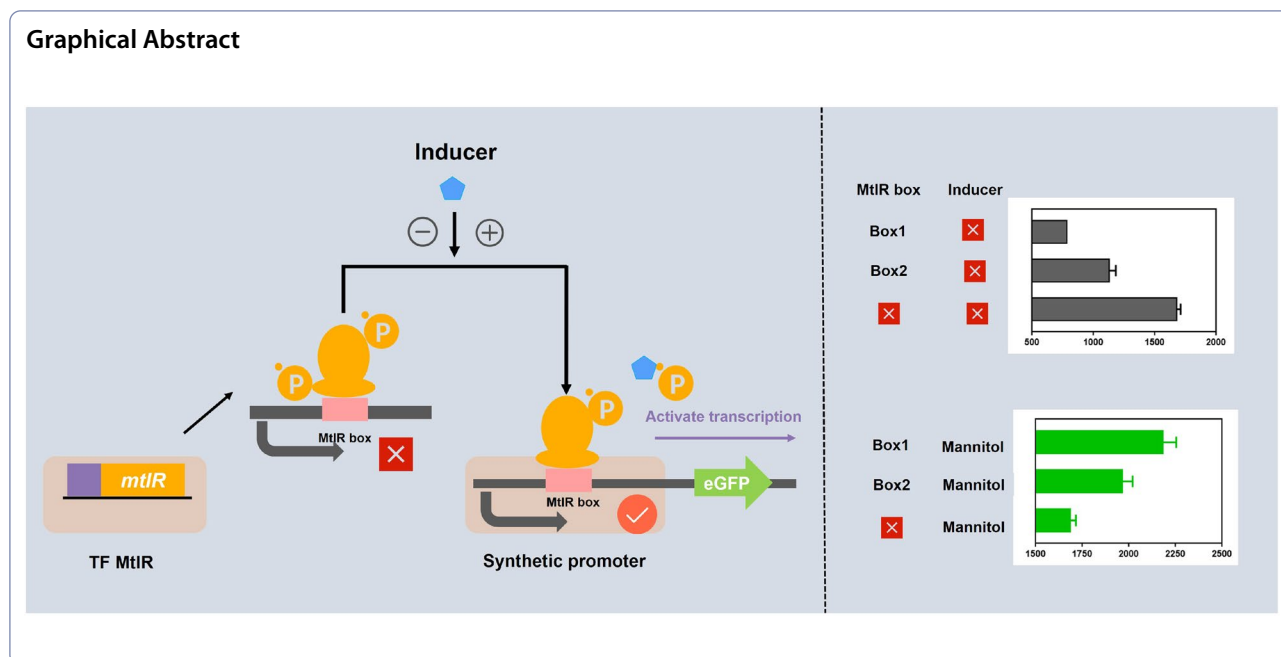 Graphical Abstract
Inducer
P
P
MtlR box
mtlR
TF MtlR
P
P
Activate transcription
eGFP
MtlR box
Synthetic promoter
MtlR box Inducer
Box1
Box2
500 1000 1500 2000
Box1 Mannitol
Box2 Mannitol
Mannitol
1500 1750 2000 2250 2500